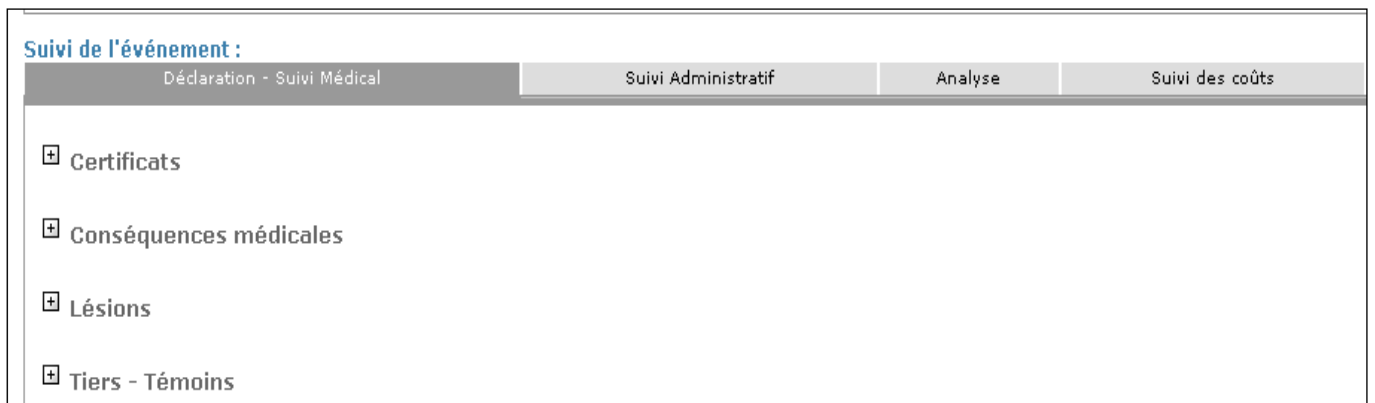 Suivi de l'événement :
Déclaration - Suivi Médical Suivi Administratif Analyse Suivi des coûts
Certificats
Conséquences médicales
Lésions
Tiers - Témoins